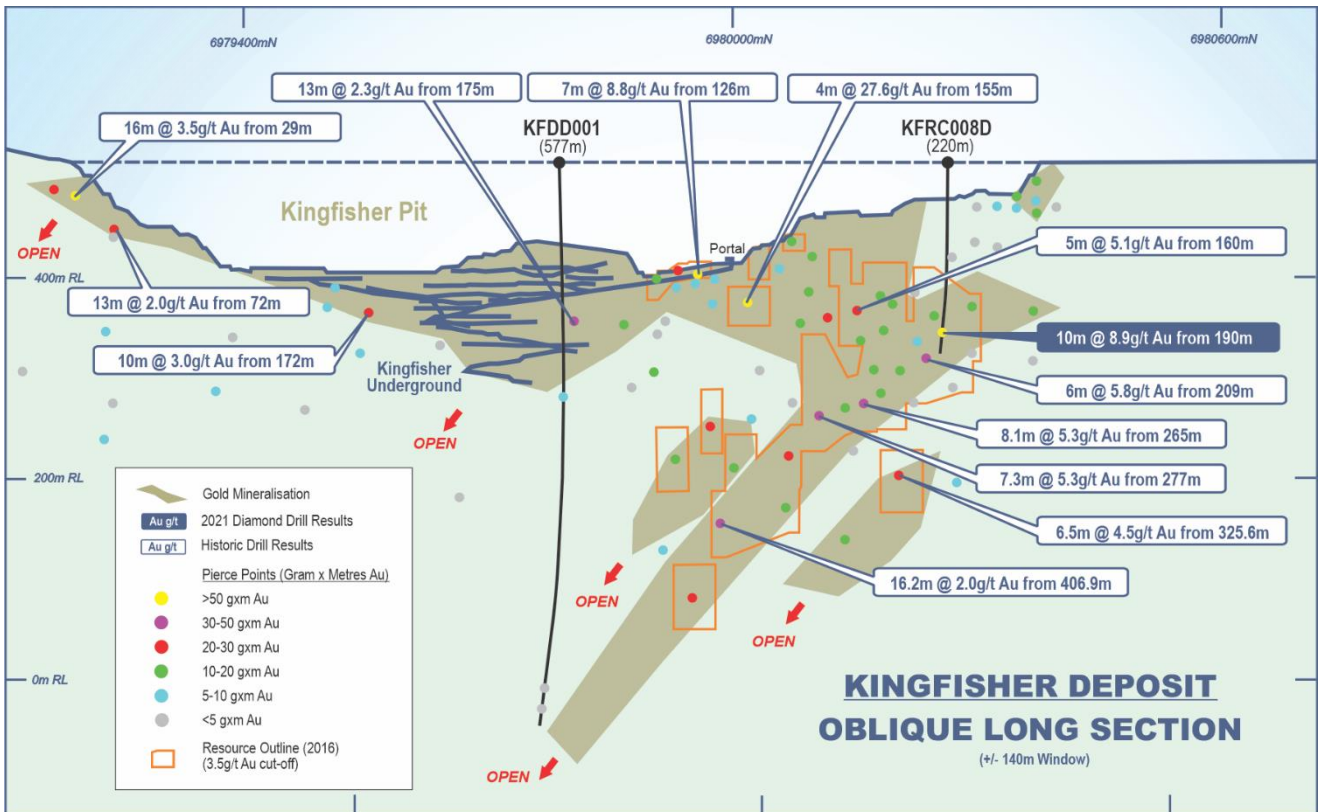 6979400mN
6980000mN
6980600mN
13m @ 2.3g/t Au from 175m
7m @ 8.8g/t Au from 126m
4m @ 27.6g/t Au from 155m
16m @ 3.5g/t Au from 29m
KFDD001
(577m)
KFRC008D
(220m)
Kingfisher Pit
OPEN
Portal
5m @ 5.1g/t Au from 160m
400m RL
13m @ 2.0g/t Au from 72m
10m @ 8.9g/t Au from 190m
10m @ 3.0g/t Au from 172m
Kingfisher
Underground
6m @ 5.8g/t Au from 209m
OPEN
8.1m @ 5.3g/t Au from 265m
200m RL
7.3m @ 5.3g/t Au from 277m
6.5m @ 4.5g/t Au from 325.6m
16.2m @ 2.0g/t Au from 406.9m
OPEN
OPEN
0m RL
OPEN
Gold Mineralisation
Au g/t
2021 Diamond Drill Results
Au g/t
Historic Drill Results
Pierce Points (Gram x Metres Au)
>50 gxm Au
30-50 gxm Au
20-30 gxm Au
10-20 gxm Au
5-10 gxm Au
<5 gxm Au
Resource Outline (2016)
(3.5g/t Au cut-off)
KINGFISHER DEPOSIT
OBLIQUE LONG SECTION
(+/- 140m Window)